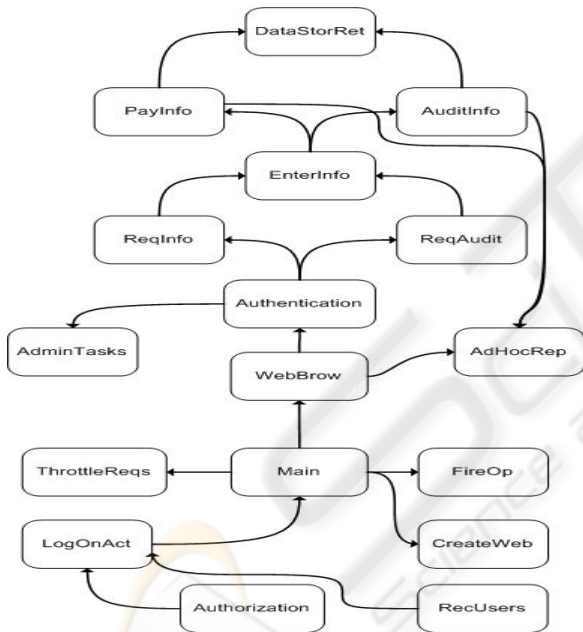 DataStorRet
PayInfo
AuditInfo
EnterInfo
ReqInfo
ReqAudit
Authentication
AdminTasks
AdHocRep
WebBrow
ThrottleReqs
Main
FireOp
LogOnAct
CreateWeb
Authorization
RecUsers